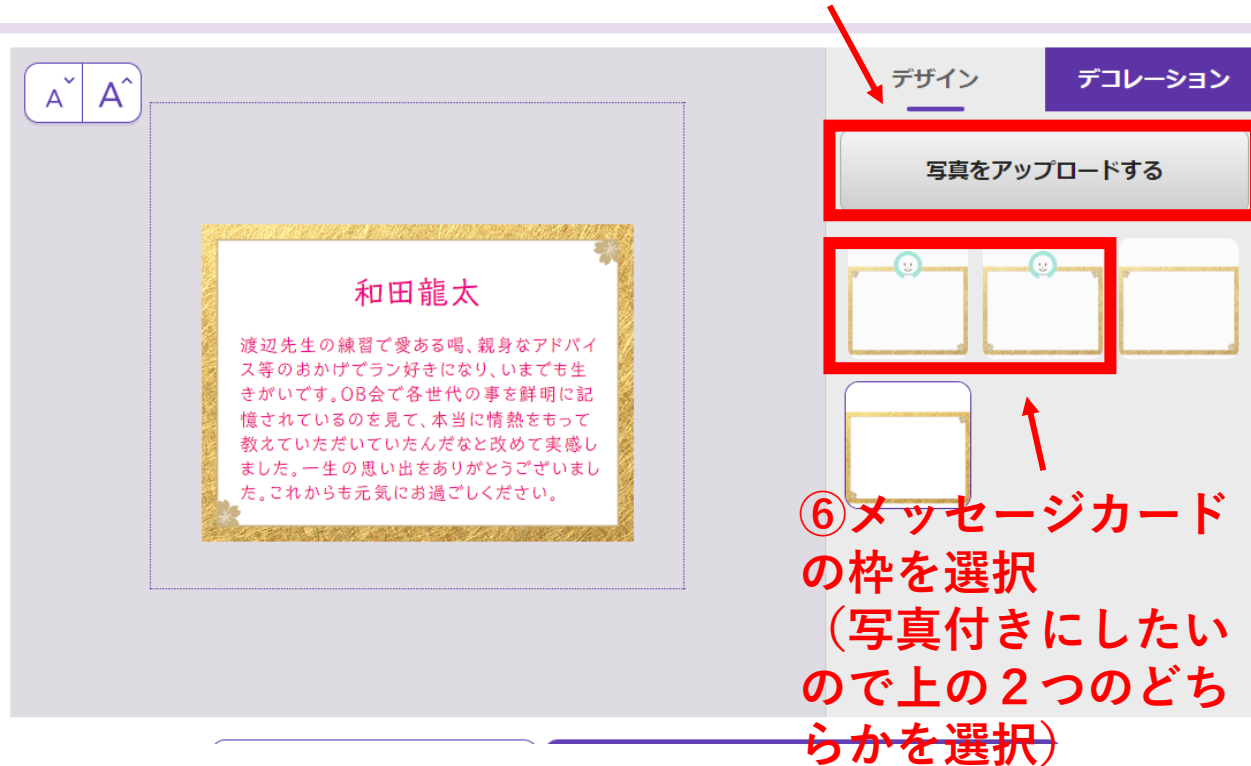 A A
デザイン
デコレーション
写真をアップロードする
和田龍太
渡辺先生の練習で愛ある喝、親身なアドバイ
ス等のおかげでラン好きになり、いまでも生
きがいです。OB会で各世代の事を鮮明に記
憶されているのを見て、本当に情熱をもって
教えていただいていたんだなと改めて実感し
ました。一生の思い出をありがとうございまし
た。これからも元気にお過ごしください。
⑥メッセージカード
の枠を選択
（写真付きにしたい
ので上の２つのどち
らかを選択）